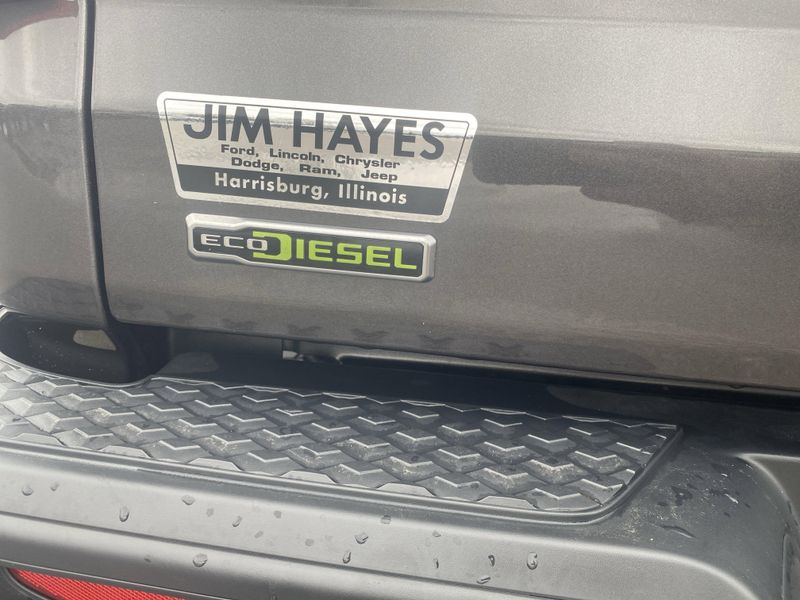 JIM HAYES
Ford, Lincoln, Chrysler
Dodge, Ram, Jeep
Harrisburg, Illinois
ECODIESEL